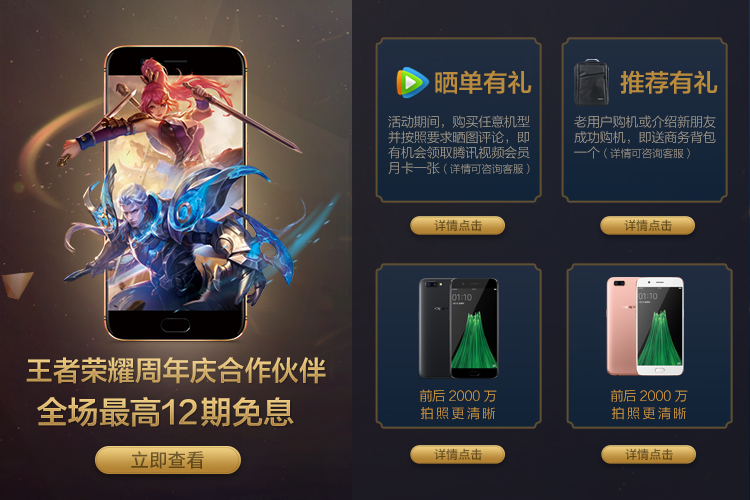 王者荣耀周年庆合作伙伴
全场最高12期免息
立即查看
晒单有礼
活动期间，购买任意机型
并按照要求晒图评论，即
有机会领取腾讯视频会员
月卡一张（详情可咨询客服）
详情点击
推荐有礼
老用户购机或介绍新朋友
成功购机，即送商务背包
一个（详情可咨询客服）
详情点击
01:10
前后 2000 万
拍照更清晰
详情点击
01:10
前后 2000 万
拍照更清晰
详情点击